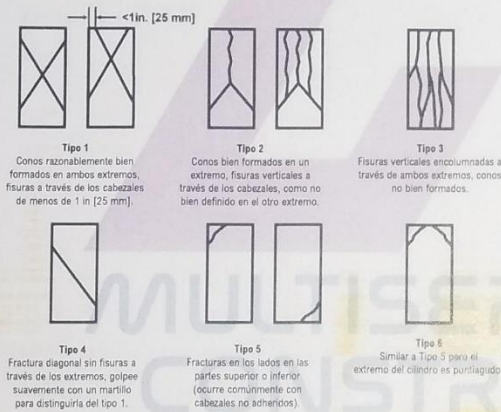 <1in. [25 mm]
Tipo 1
Conos razonablemente bien
formados en ambos extremos,
fisuras a través de los cabezales
de menos de 1 in [25 mm].
Tipo 2
Conos bien formados en un
extremo, fisuras verticales a
través de los cabezales, como no
bien definido en el otro extremo.
Tipo 3
Fisuras verticales encolumnadas a
través de ambos extremos, conos
no bien formados.
Tipo 4
Fractura diagonal sin fisuras a
través de los extremos, golpee
suavemente con un martillo
para distinguirla del tipo 1.
Tipo 5
Fracturas en los lados en las
partes superior o inferior
(ocurre comúnmente con
cabezales no adheridos).
Tipo 6
Similar a Tipo 5 pero el
extremo del cilindro es puntiagudo
MULTISE
CONSTR